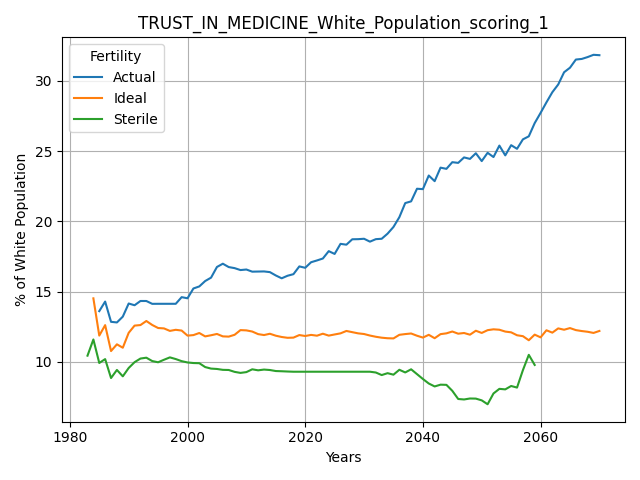 TRUST_IN_MEDICINE_White_Population_scoring_1
Fertility
Actual
Ideal
Sterile
% of White Population
30
25
20
15
10
1980
2000
2020
2040
2060
Years